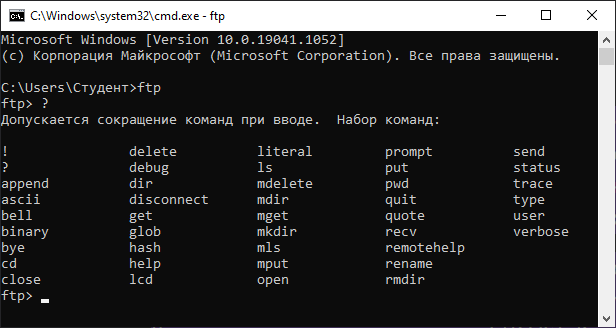 C:\Windows\system32\cmd.exe - ftp
Microsoft Windows [Version 10.0.19041.1052]
(c) Корпорация Майкрософт (Microsoft Corporation). Все права защищены.
C:\Users\Студент>ftp
ftp> ?
Допускается сокращение команд при вводе.  Набор команд:
!               delete          literal         prompt          send
?               debug           ls              put             status
append          dir             mdelete         pwd             trace
ascii           disconnect      mdir            quit            type
bell            get             mget            quote           user
binary          glob            mkdir           recv            verbose
bye             hash            mls             remotehelp
cd              help            mput            rename
close           lcd             open            rmdir
ftp>